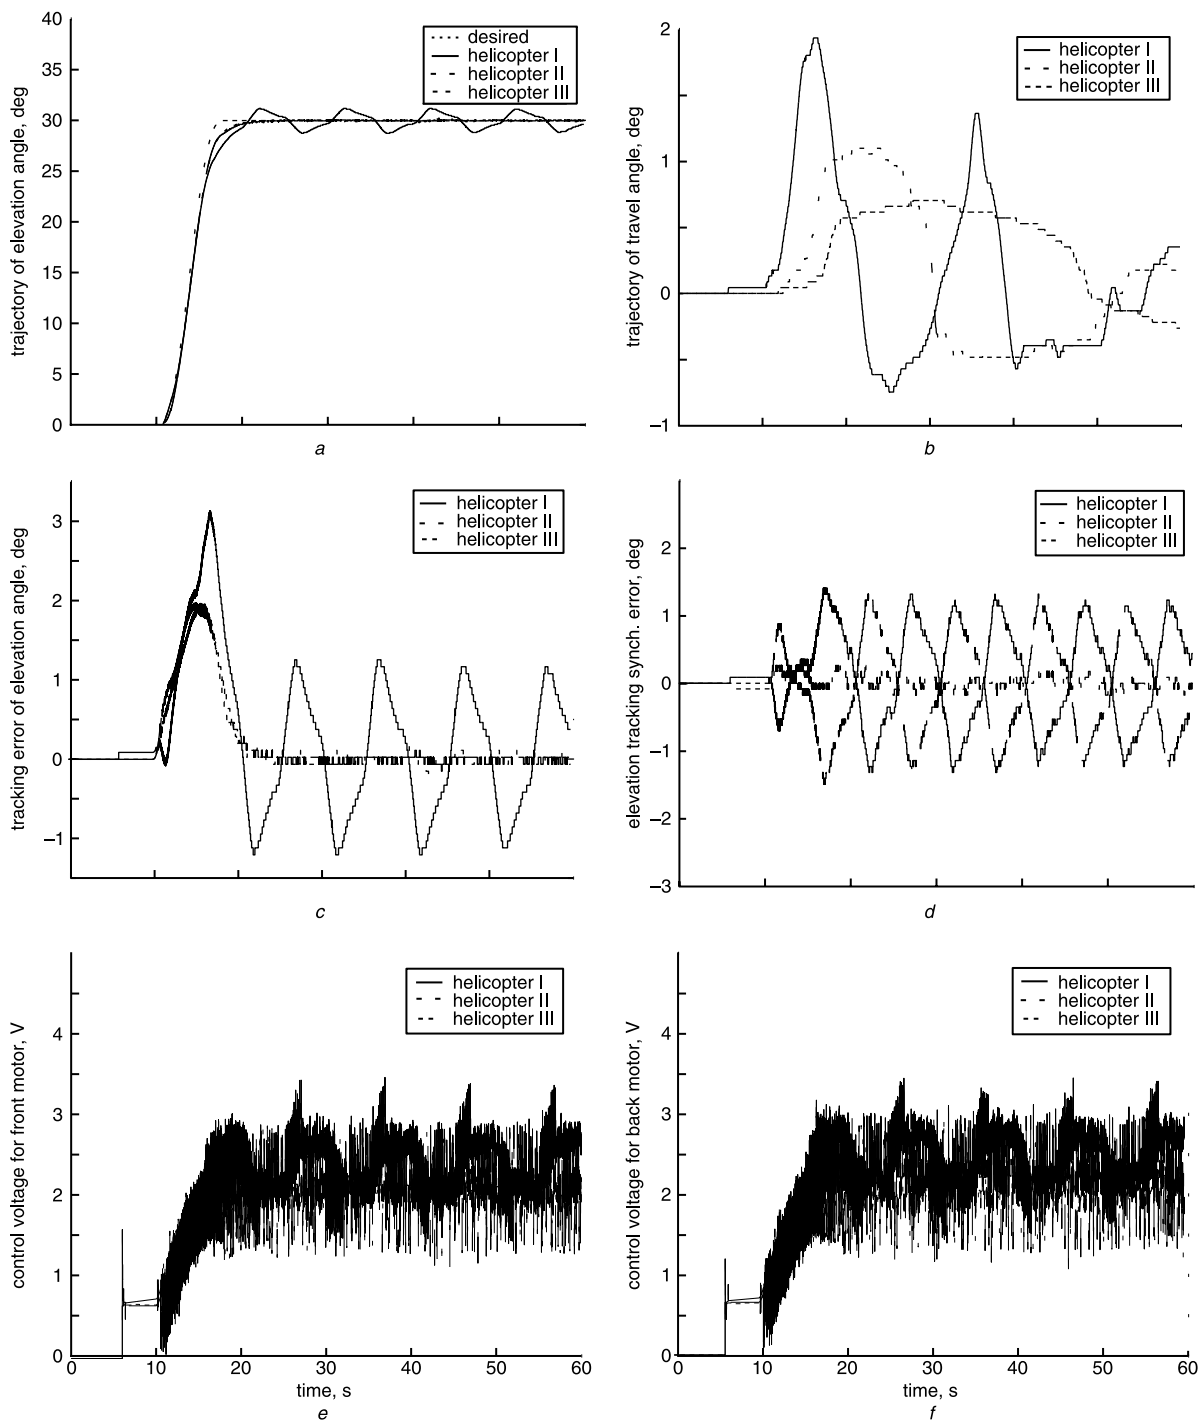 40
35
30
25
20
15
10
5
0
trajectory of elevation angle, deg
desired
helicopter I
helicopter II
helicopter III
a
2
1
0
−1
trajectory of travel angle, deg
helicopter I
helicopter II
helicopter III
b
3
2
1
0
−1
tracking error of elevation angle, deg
helicopter I
helicopter II
helicopter III
c
2
1
0
−1
−2
−3
elevation tracking synch. error, deg
helicopter I
helicopter II
helicopter III
d
4
3
2
1
0
control voltage for front motor, V
helicopter I
helicopter II
helicopter III
0 10 20 30 40 50 60
time, s
e
4
3
2
1
0
control voltage for back motor, V
helicopter I
helicopter II
helicopter III
0 10 20 30 40 50 60
time, s
f